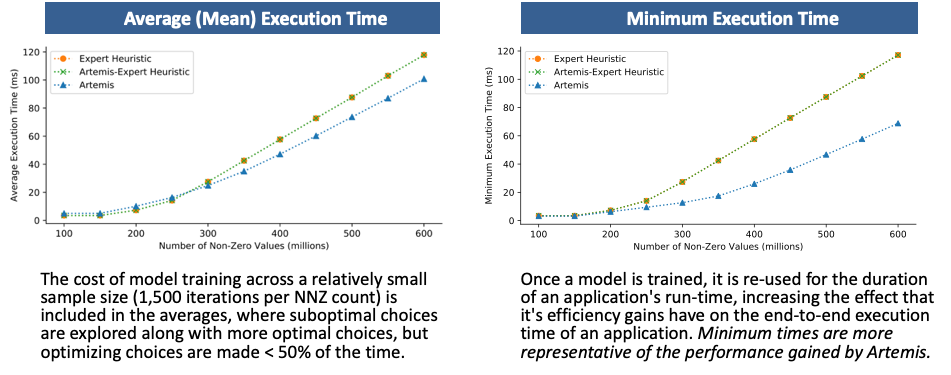 Average (Mean) Execution Time
Average Execution Time (ms)
120
100
80
60
40
20
0
Expert Heuristic
Artemis-Expert Heuristic
Artemis
100
200
300
400
500
600
Number of Non-Zero Values (millions)
The cost of model training across a relatively small
sample size (1,500 iterations per NNZ count) is
included in the averages, where suboptimal choices
are explored along with more optimal choices, but
optimizing choices are made < 50% of the time.
Minimum Execution Time
Minimum Execution Time (ms)
120
100
80
60
40
20
0
Expert Heuristic
Artemis-Expert Heuristic
Artemis
100
200
300
400
500
600
Number of Non-Zero Values (millions)
Once a model is trained, it is re-used for the duration
of an application's run-time, increasing the effect that
it's efficiency gains have on the end-to-end execution
time of an application. Minimum times are more
representative of the performance gained by Artemis.